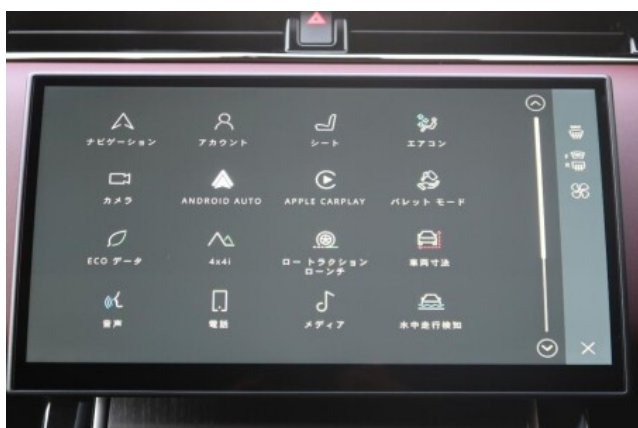 ナビゲーション
アカウント
シート
エアコン
カメラ
ANDROID AUTO
APPLE CARPLAY
バレット モード
ECO データ
4x4i
ロー トラクション
ローンチ
車両寸法
音声
電話
メディア
水中走行検知